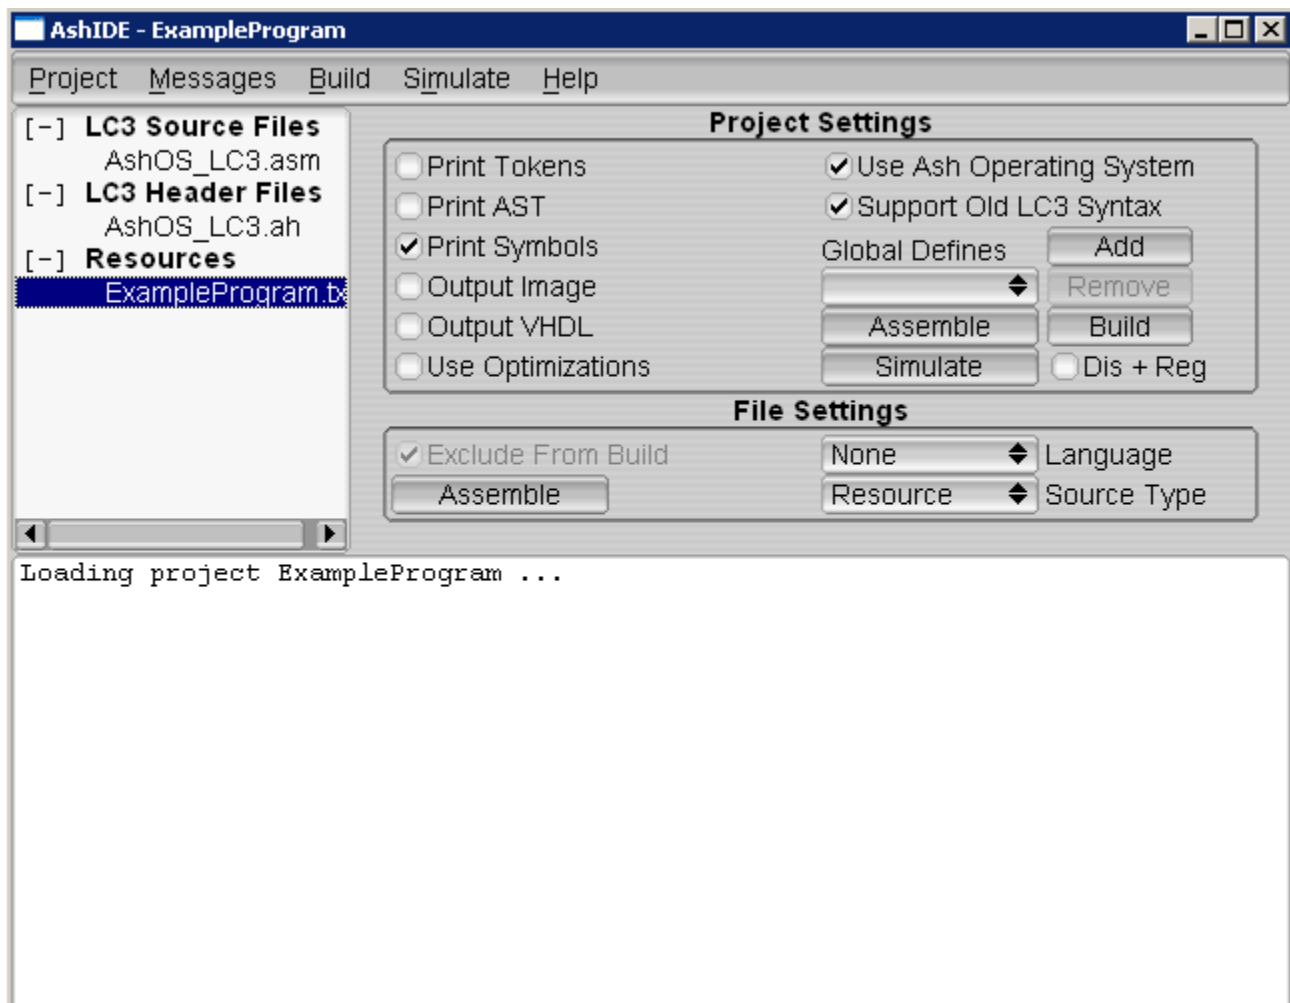 AshIDE - ExampleProgram
Project Messages Build Simulate Help
[-] LC3 Source Files
AshOS_LC3.asm
[-] LC3 Header Files
AshOS_LC3.ah
[-] Resources
ExampleProgram.tx
Project Settings
Print Tokens
Use Ash Operating System
Print AST
Support Old LC3 Syntax
Print Symbols
Global Defines
Add
Output Image
Remove
Output VHDL
Assemble
Build
Use Optimizations
Simulate
Dis + Reg
File Settings
Exclude From Build
None
Language
Assemble
Resource
Source Type
Loading project ExampleProgram ...